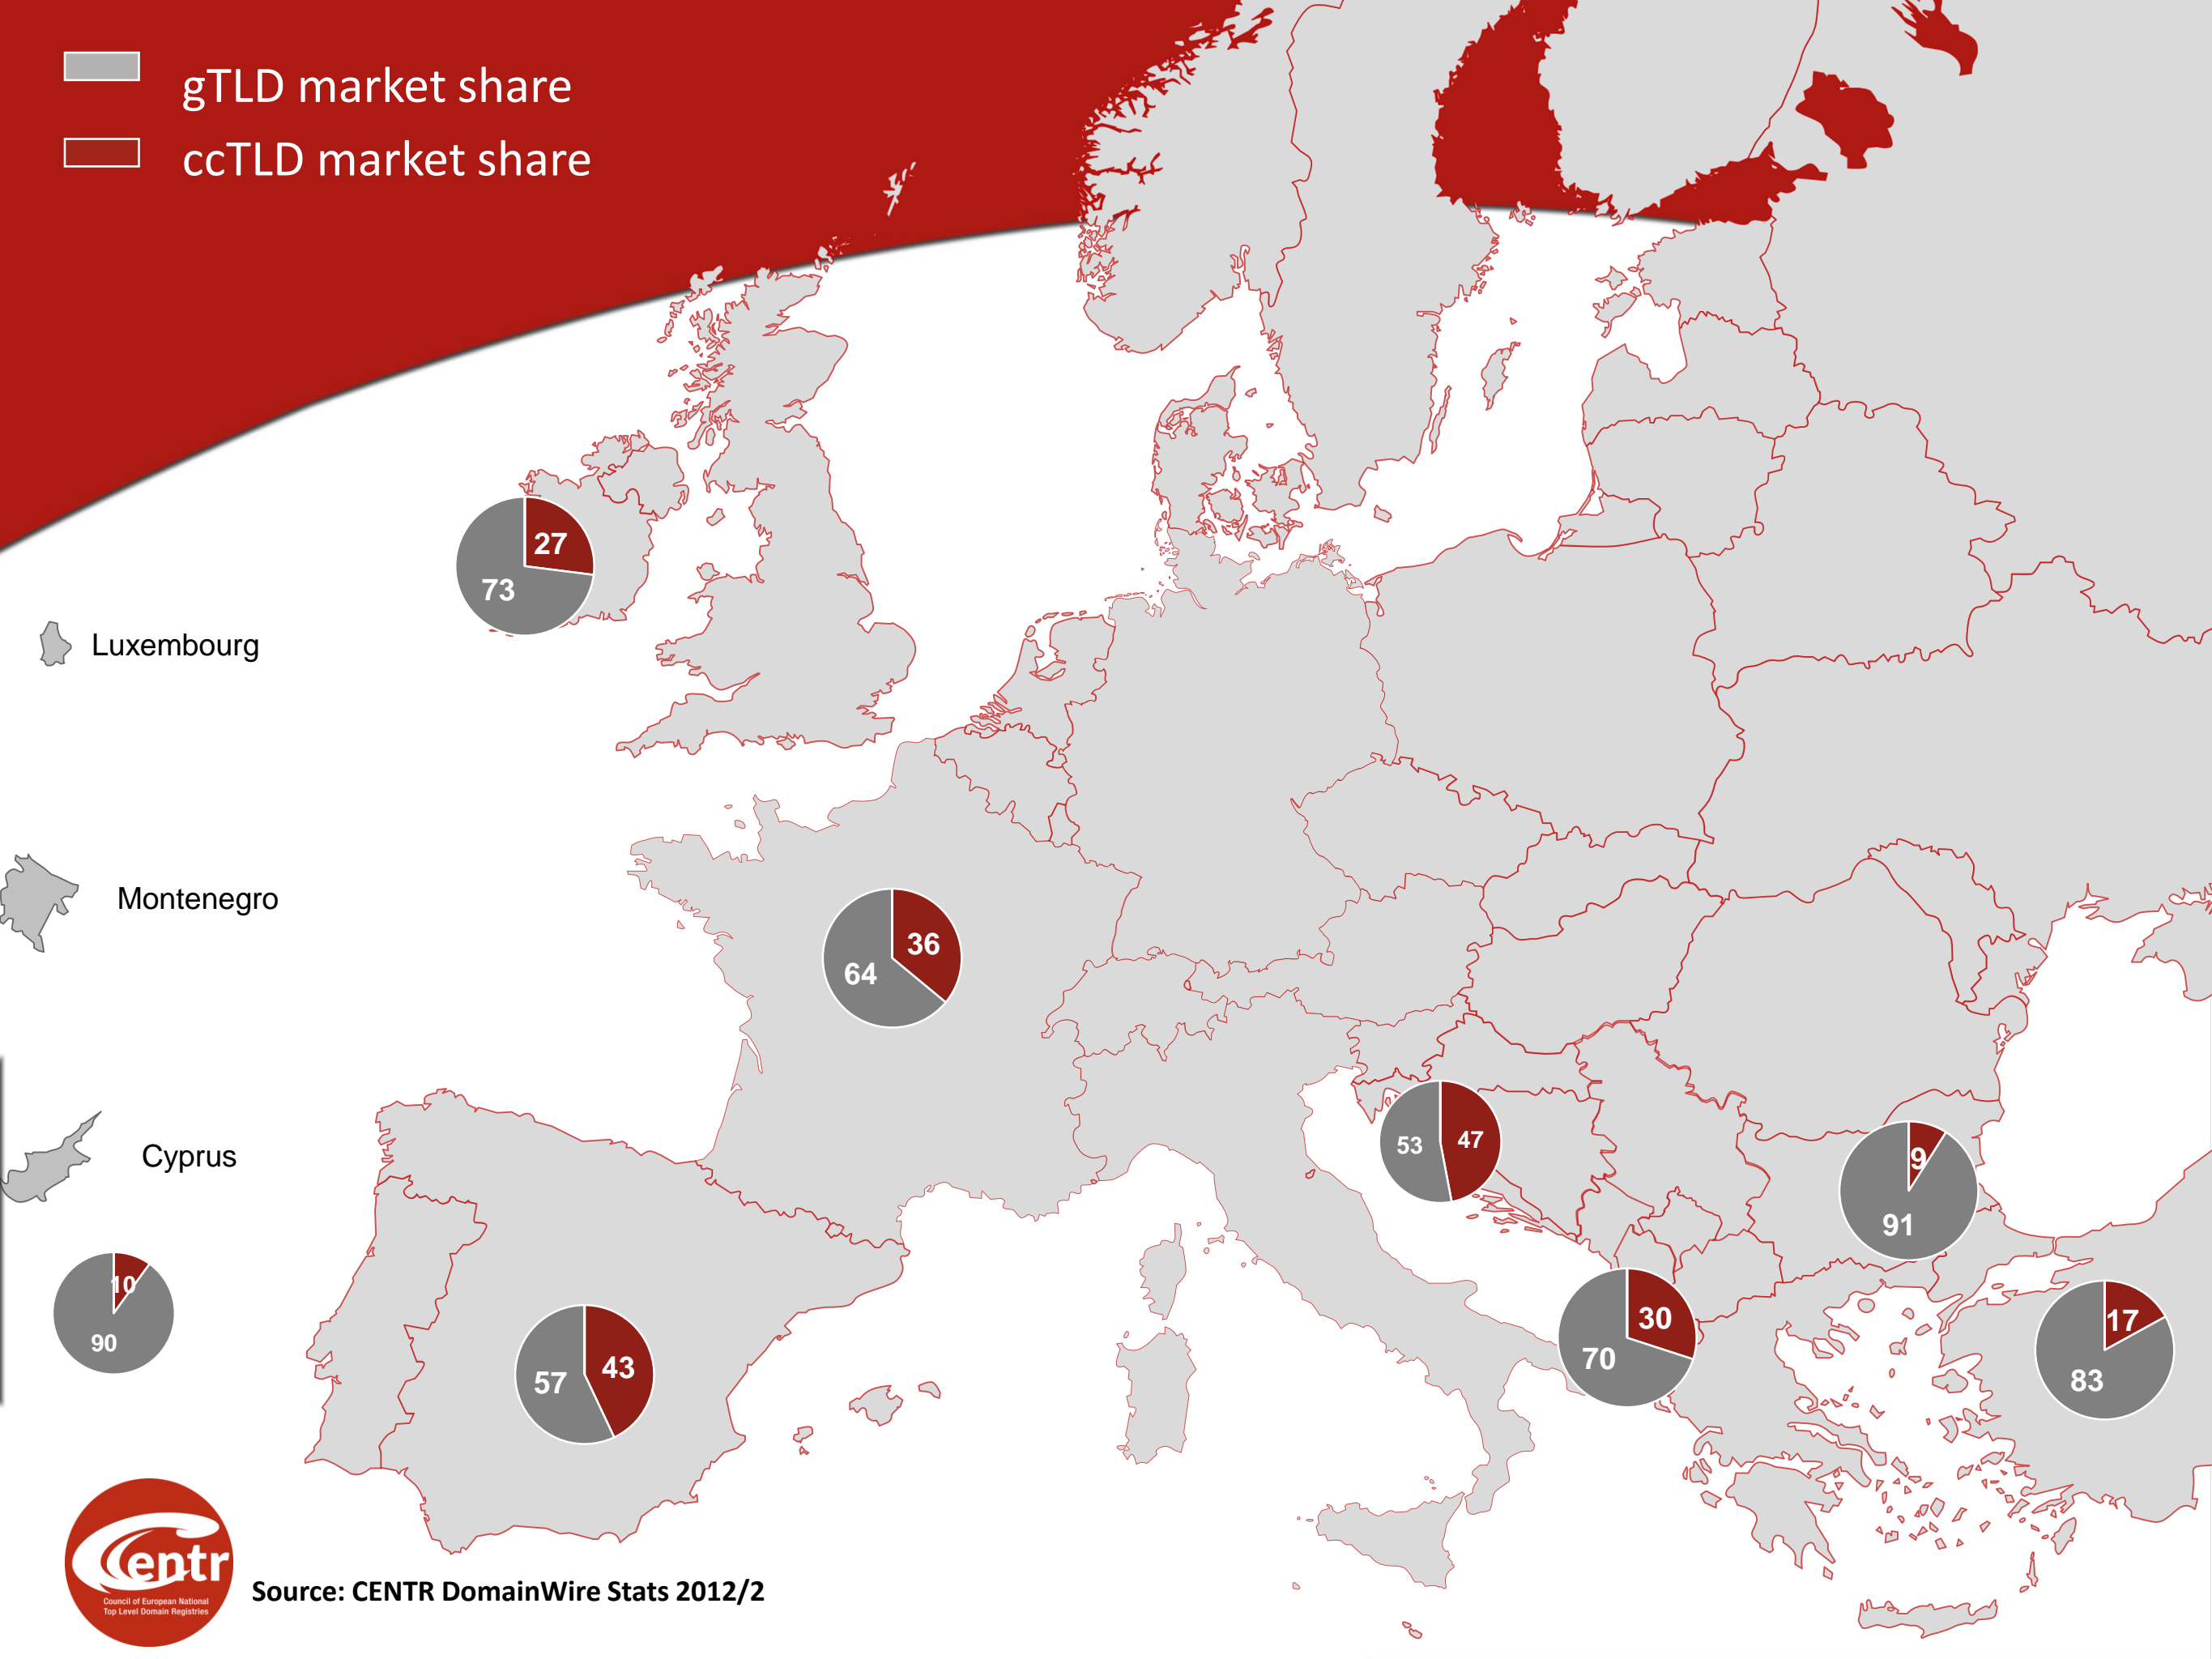 gTLD market share
ccTLD market share
27
73
Luxembourg
36
64
Montenegro
53
47
Cyprus
9
91
10
90
30
70
17
83
57
43
Centr
Council of European National
Top Level Domain Registries
Source: CENTR DomainWire Stats 2012/2